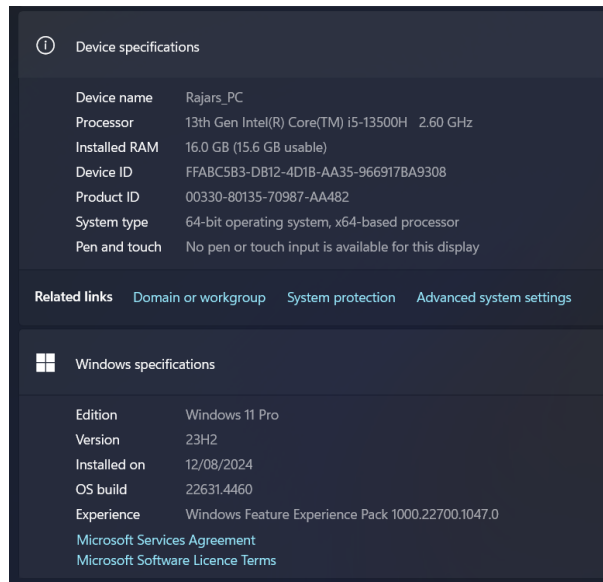 Device specifications
Device name Rajars_PC
Processor 13th Gen Intel(R) Core(TM) i5-13500H 2.60 GHz
Installed RAM 16.0 GB (15.6 GB usable)
Device ID FFABC5B3-DB12-4D1B-AA35-966917BA9308
Product ID 00330-80135-70987-AA482
System type 64-bit operating system, x64-based processor
Pen and touch No pen or touch input is available for this display
Related links Domain or workgroup System protection Advanced system settings
Windows specifications
Edition Windows 11 Pro
Version 23H2
Installed on 12/08/2024
OS build 22631.4460
Experience Windows Feature Experience Pack 1000.22700.1047.0
Microsoft Services Agreement
Microsoft Software Licence Terms